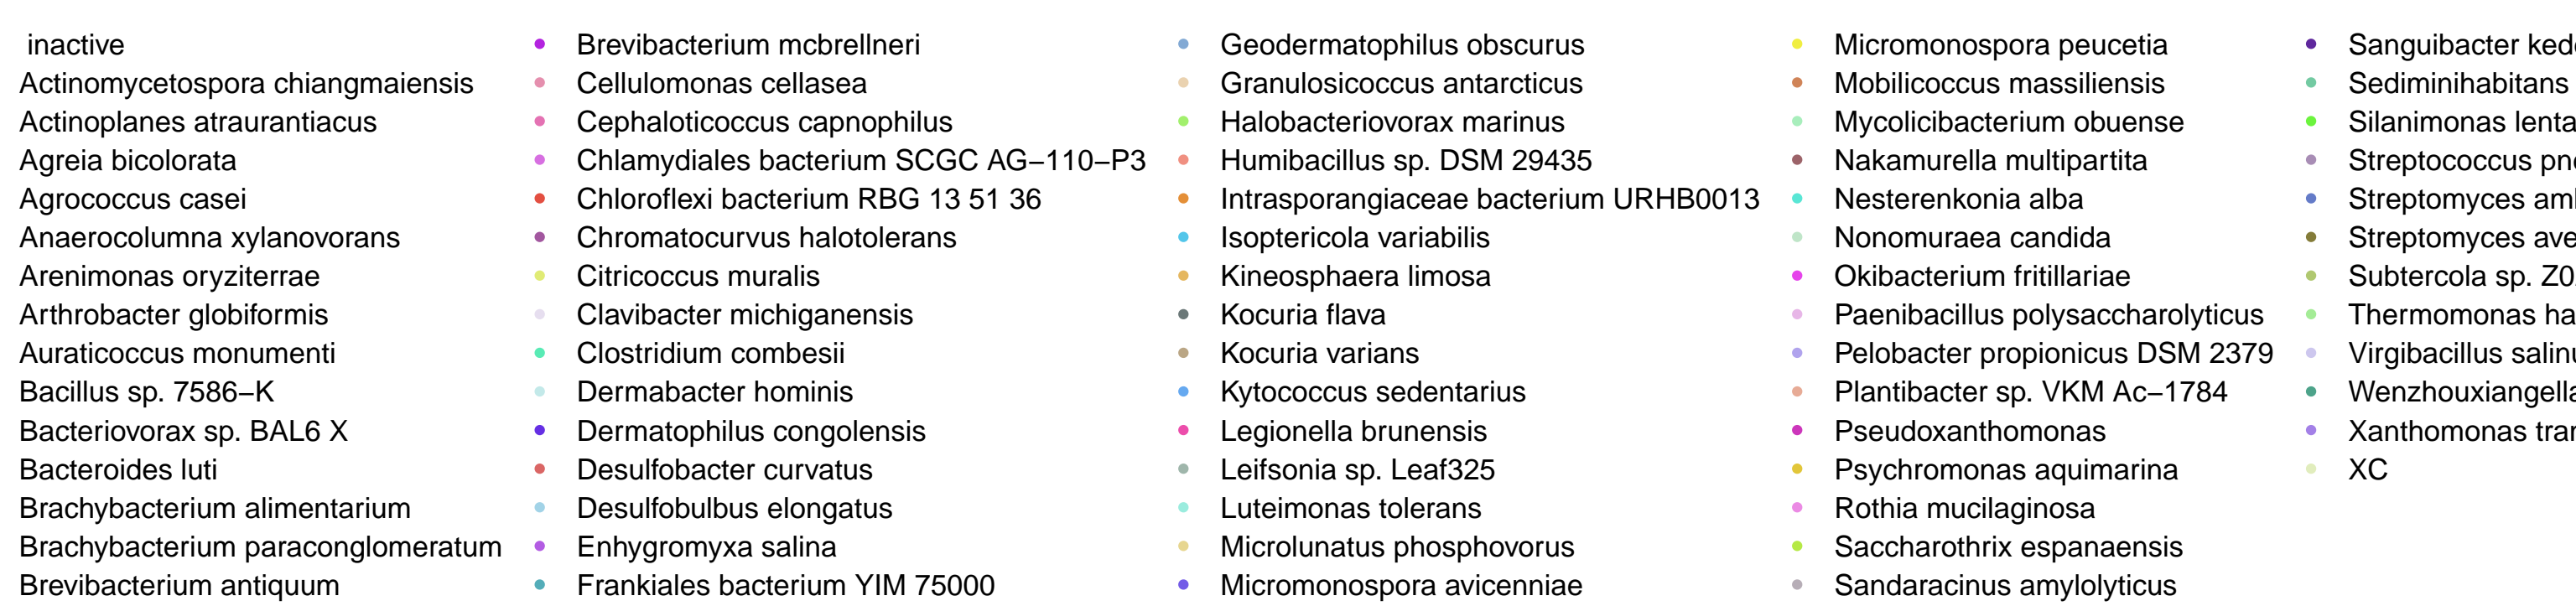 inactive
Actinomycetospora chiangmaiensis
Actinoplanes atraurantiacus
Agreia bicolorata
Agrococcus casei
Anaerocolumna xylanovorans
Arenimonas oryziterrae
Arthrobacter globiformis
Auraticoccus monumenti
Bacillus sp. 7586−K
Bacteriovorax sp. BAL6 X
Bacteroides luti
Brachybacterium alimentarium
Brachybacterium paraconglomeratum
Brevibacterium antiquum
Brevibacterium mcbrellneri
Cellulomonas cellasea
Cephaloticoccus capnophilus
Chlamydiales bacterium SCGC AG−110−P3
Chloroflexi bacterium RBG 13 51 36
Chromatocurvus halotolerans
Citricoccus muralis
Clavibacter michiganensis
Clostridium combesii
Dermabacter hominis
Dermatophilus congolensis
Desulfobacter curvatus
Desulfobulbus elongatus
Enhygromyxa salina
Frankiales bacterium YIM 75000
Geodermatophilus obscurus
Granulosicoccus antarcticus
Halobacteriovorax marinus
Humibacillus sp. DSM 29435
Intrasporangiaceae bacterium URHB0013
Isoptericola variabilis
Kineosphaera limosa
Kocuria flava
Kocuria varians
Kytococcus sedentarius
Legionella brunensis
Leifsonia sp. Leaf325
Luteimonas tolerans
Microlunatus phosphovorus
Micromonospora avicenniae
Micromonospora peucetia
Mobilicoccus massiliensis
Mycolicibacterium obuense
Nakamurella multipartita
Nesterenkonia alba
Nonomuraea candida
Okibacterium fritillariae
Paenibacillus polysaccharolyticus
Pelobacter propionicus DSM 2379
Plantibacter sp. VKM Ac−1784
Pseudoxanthomonas
Psychromonas aquimarina
Rothia mucilaginosa
Saccharothrix espanaensis
Sandaracinus amylolyticus
Sanguibacter
Sediminihabitans
Silanimonas
Streptococcus
Streptomyces
Streptomyces
Subtercola sp.
Thermomonas
Virgibacillus
Wenzhouxiangella
Xanthomonas
XC